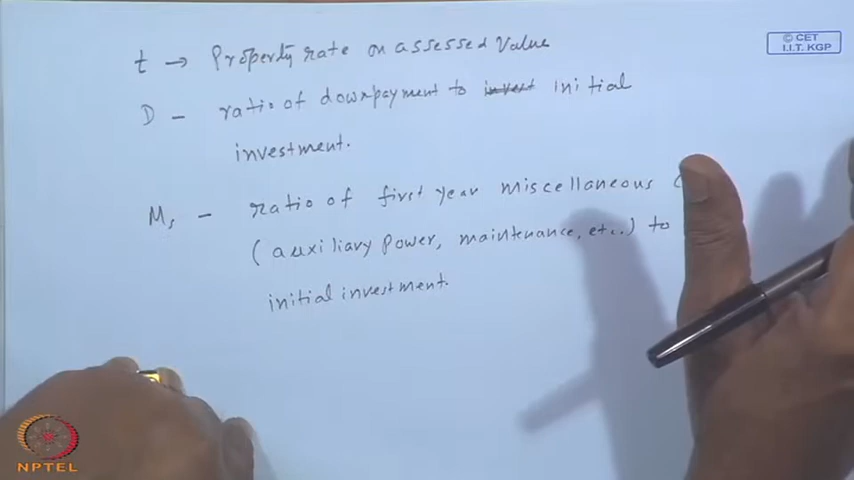 t → Property rate on assessed value
© CET
I.I.T. KGP
D – ratio of downpayment to invest initial
investment.
Ms – ratio of first year miscellaneous (
(auxiliary power, maintenance, etc..) to
initial investment.
NPTEL